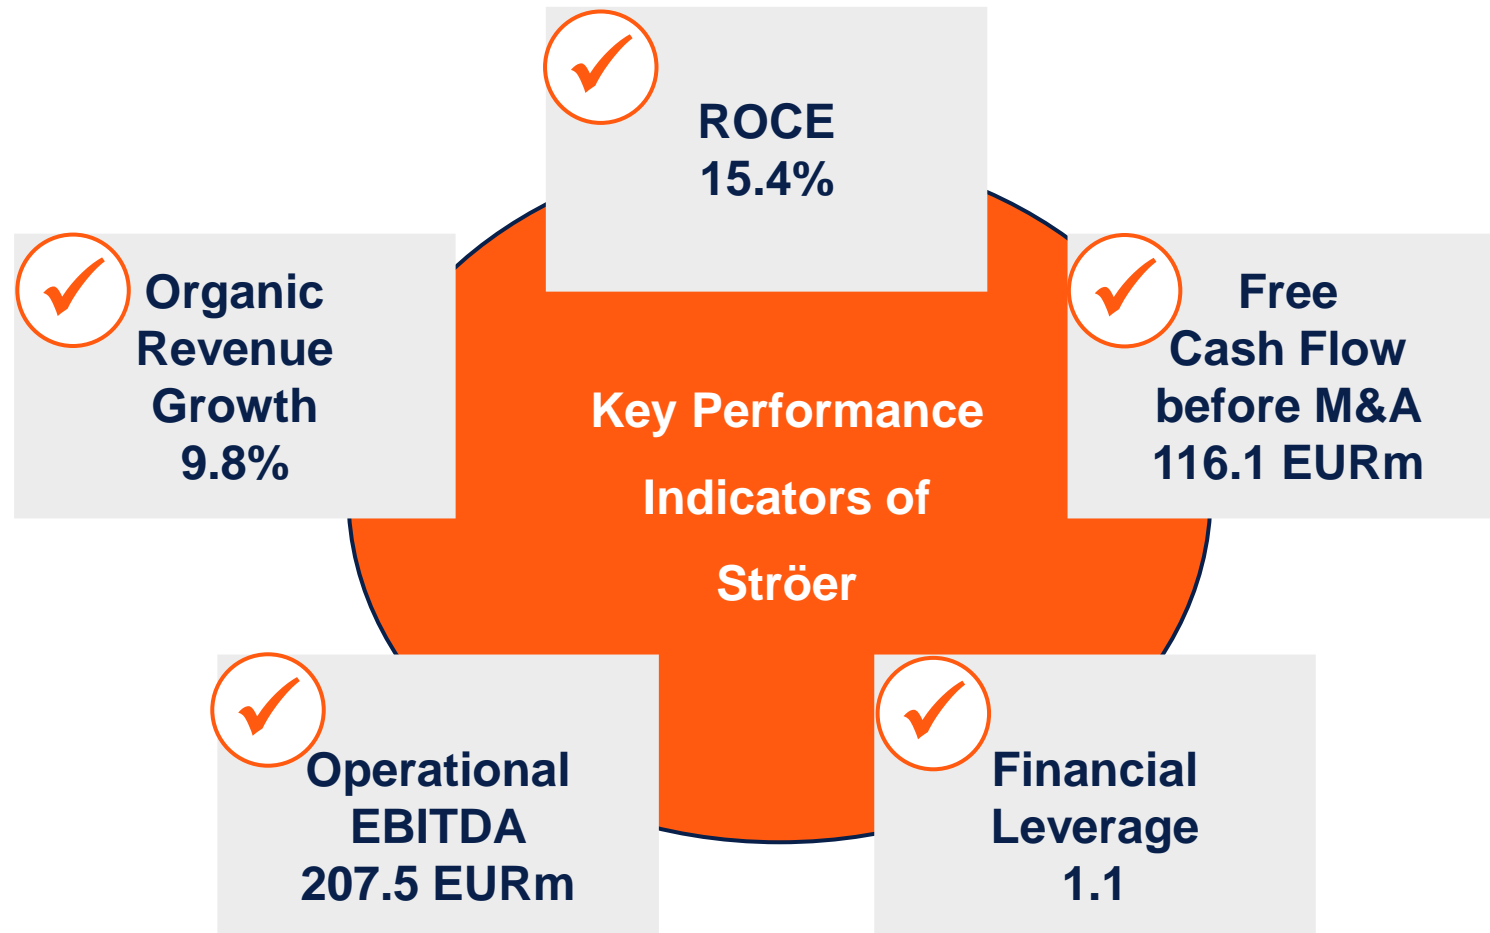 ROCE
15.4%
Organic
Revenue
Growth
9.8%
Free
Cash Flow
before M&A
116.1 EURm
Key Performance
Indicators of
Ströer
Operational
EBITDA
207.5 EURm
Financial
Leverage
1.1